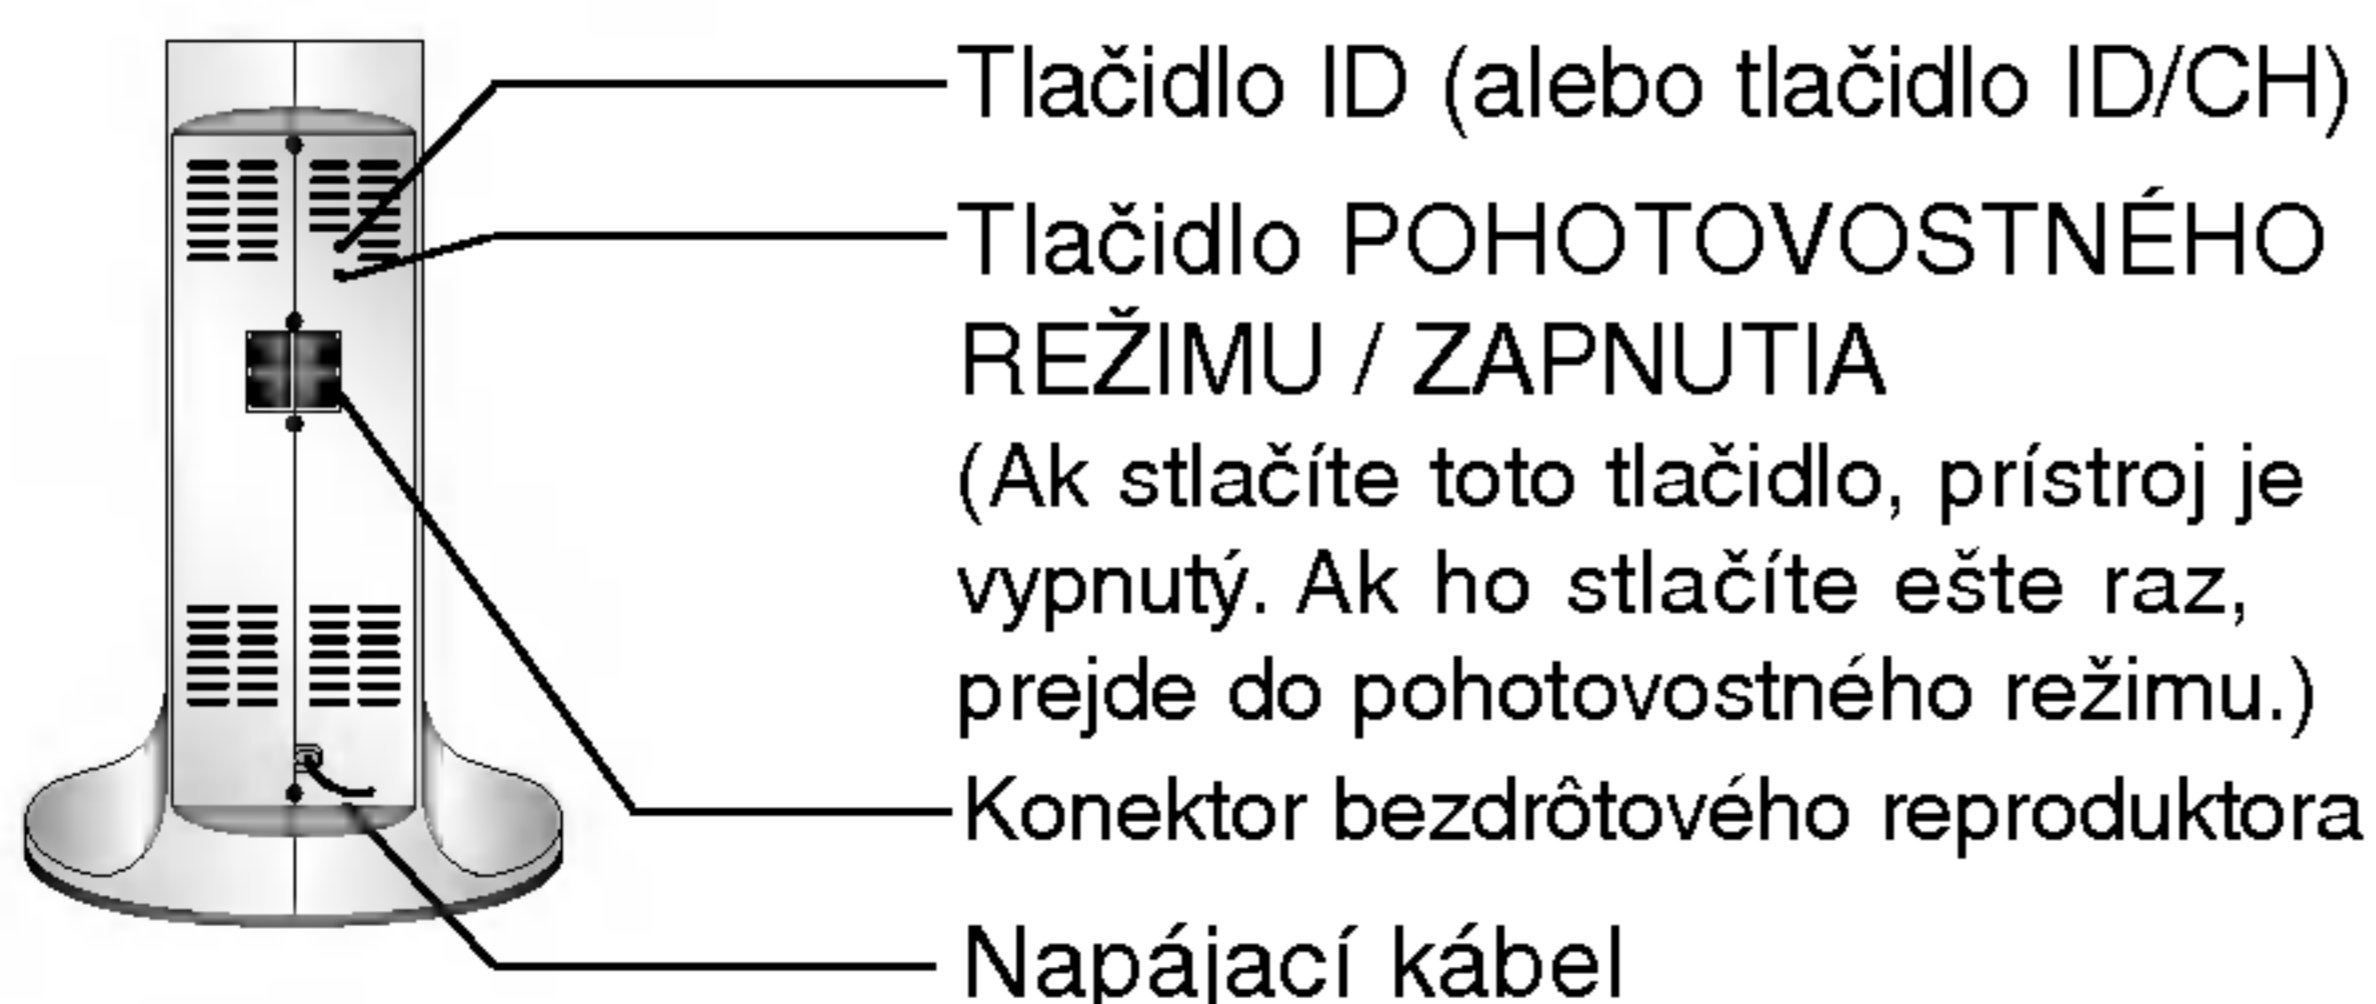 Tlačidlo ID (alebo tlačidlo ID/CH)
Tlačidlo POHOTOVOSTNÉHO
REŽIMU / ZAPNUTIA
(Ak stlačíte toto tlačidlo, prístroj je
vypnutý. Ak ho stlačíte ešte raz,
prejde do pohotovostného režimu.)
Konektor bezdrôtového reproduktora
Napájací kábel